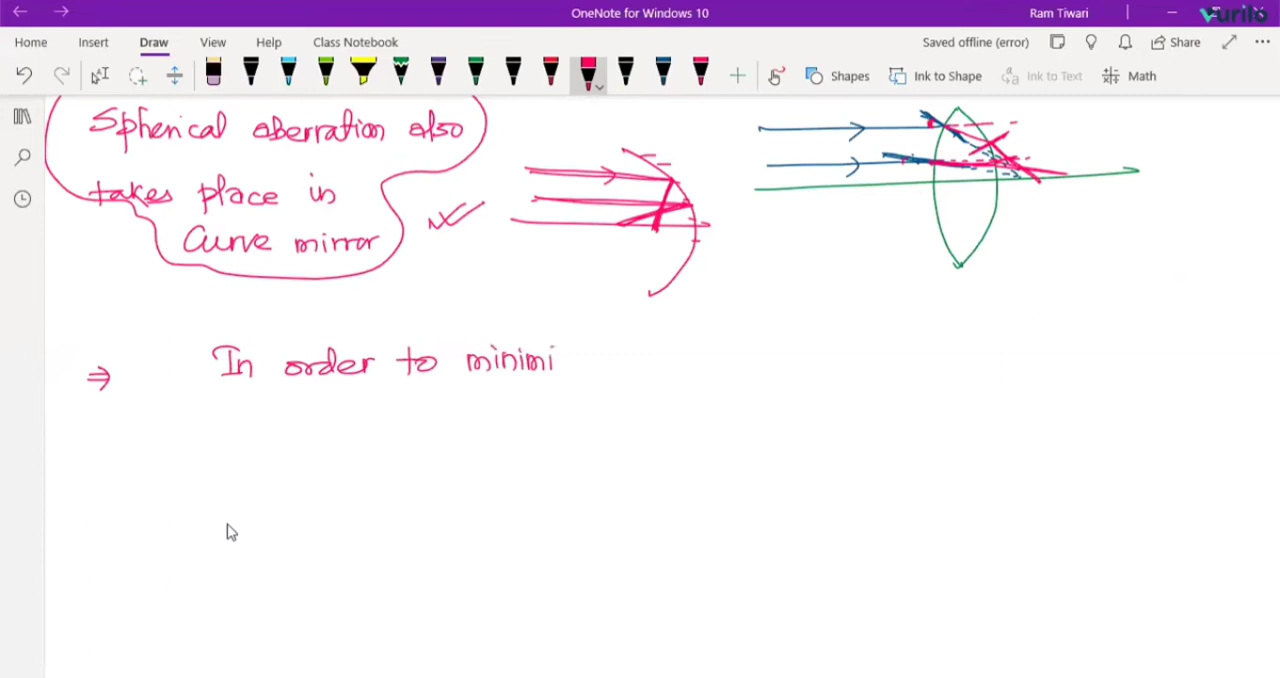 OneNote for Windows 10
Ram Tiwari
Yurilo
Home Insert Draw View Help Class Notebook
Saved offline (error)
Share
Shapes
Ink to Shape
Ink to Text
Math
Spherical aberration also
takes place in
Curve mirror
⇒ In order to minimi